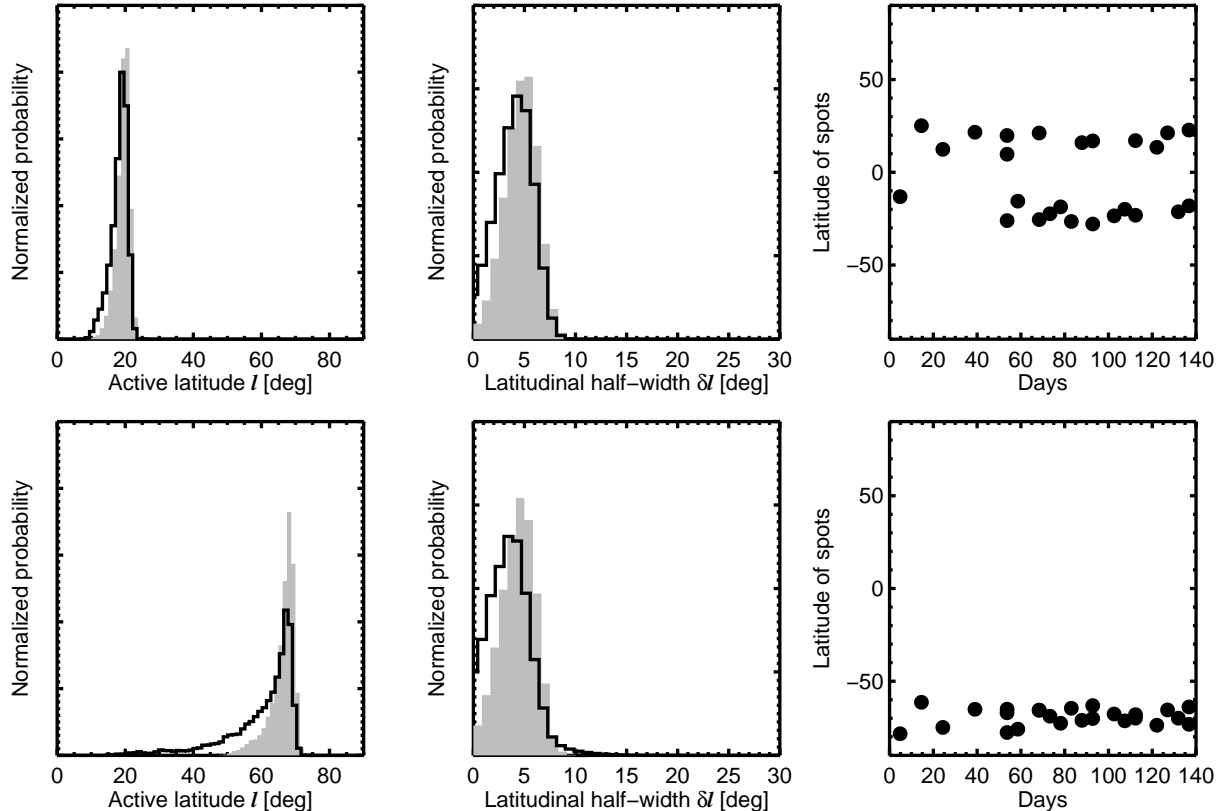 Normalized probability
0 20 40 60 80
Active latitude l [deg]
Normalized probability
0 5 10 15 20 25 30
Latitudinal half−width δl [deg]
Latitude of spots
50
0
−50
0 20 40 60 80 100 120 140
Days
Normalized probability
0 20 40 60 80
Active latitude l [deg]
Normalized probability
0 5 10 15 20 25 30
Latitudinal half−width δl [deg]
Latitude of spots
50
0
−50
0 20 40 60 80 100 120 140
Days